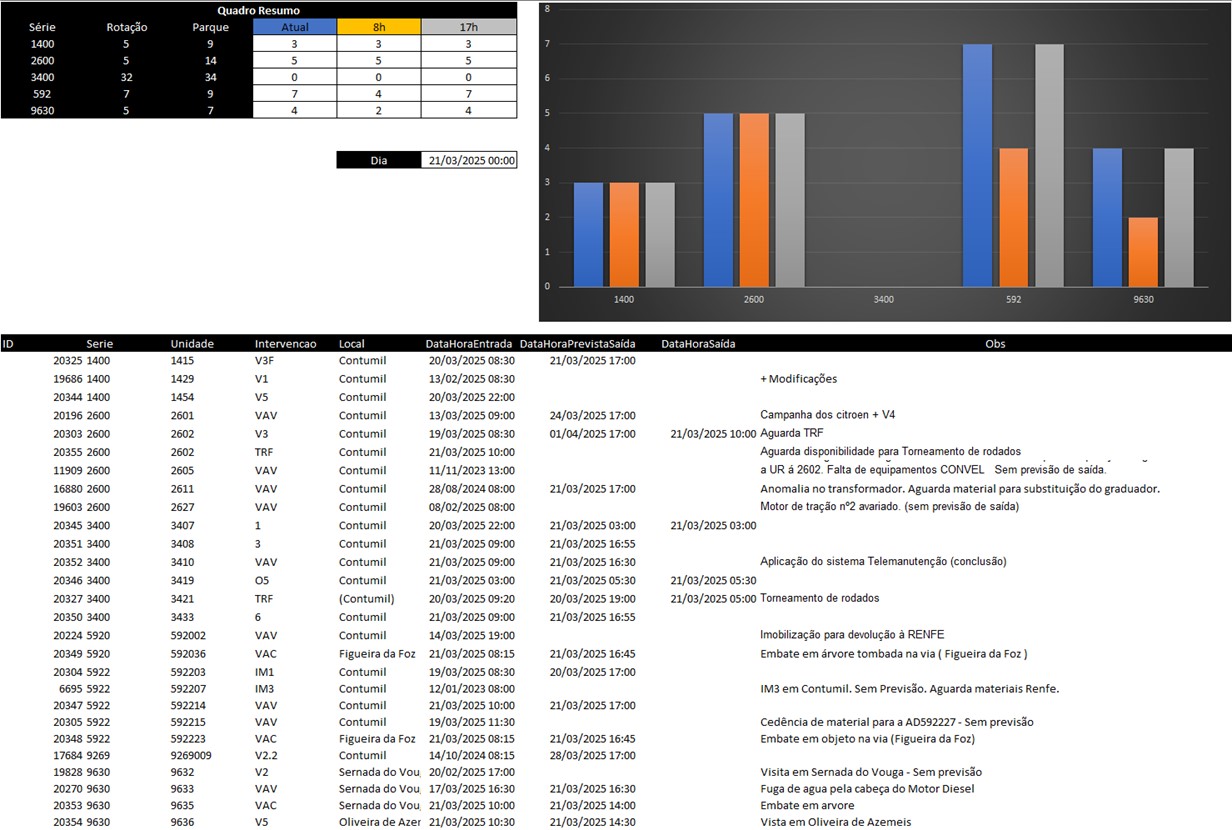 Quadro Resumo
Série Rotação Parque Atual 8h 17h
1400 5 9 3 3 3
2600 5 14 5 5 5
3400 32 34 0 0 0
592 7 9 7 4 7
9630 5 7 4 2 4
Dia 21/03/2025 00:00
8
7
6
5
4
3
2
1
0
1400 2600 3400 592 9630
ID Serie Unidade Intervencao Local DataHoraEntrada DataHoraPrevistaSaída DataHoraSaída Obs
20325 1400 1415 V3F Contumil 20/03/2025 08:30 21/03/2025 17:00
19686 1400 1429 V1 Contumil 13/02/2025 08:30 + Modificações
20344 1400 1454 V5 Contumil 20/03/2025 22:00
20196 2600 2601 VAV Contumil 13/03/2025 09:00 24/03/2025 17:00 Campanha dos citroen + V4
20303 2600 2602 V3 Contumil 19/03/2025 08:30 01/04/2025 17:00 21/03/2025 10:00 Aguarda TRF
20355 2600 2602 TRF Contumil 21/03/2025 10:00 Aguarda disponibilidade para Torneamento de rodados
11909 2600 2605 VAV Contumil 11/11/2023 13:00 a UR á 2602. Falta de equipamentos CONVEL Sem previsão de saída.
16880 2600 2611 VAV Contumil 28/08/2024 08:00 21/03/2025 17:00 Anomalia no transformador. Aguarda material para substituição do graduador.
19603 2600 2627 VAV Contumil 08/02/2025 08:00 Motor de tração nº2 avariado. (sem previsão de saída)
20345 3400 3407 1 Contumil 20/03/2025 22:00 21/03/2025 03:00 21/03/2025 03:00
20351 3400 3408 3 Contumil 21/03/2025 09:00 21/03/2025 16:55
20352 3400 3410 VAV Contumil 21/03/2025 09:00 21/03/2025 16:30 Aplicação do sistema Telemanutenção (conclusão)
20346 3400 3419 O5 Contumil 21/03/2025 03:00 21/03/2025 05:30 21/03/2025 05:30
20327 3400 3421 TRF (Contumil) 20/03/2025 09:20 20/03/2025 19:00 21/03/2025 05:00 Torneamento de rodados
20350 3400 3433 6 Contumil 21/03/2025 09:00 21/03/2025 16:55
20224 5920 592002 VAV Contumil 14/03/2025 19:00 Imobilização para devolução à RENFE
20349 5920 592036 VAC Figueira da Foz 21/03/2025 08:15 21/03/2025 16:45 Embate em árvore tombada na via ( Figueira da Foz )
20304 5922 592203 IM1 Contumil 19/03/2025 08:30 20/03/2025 17:00
6695 5922 592207 IM3 Contumil 12/01/2023 08:00 IM3 em Contumil. Sem Previsão. Aguarda materiais Renfe.
20347 5922 592214 VAV Contumil 21/03/2025 10:00 21/03/2025 17:00
20305 5922 592215 VAV Contumil 19/03/2025 11:30 Cedência de material para a AD592227 - Sem previsão
20348 5922 592223 VAC Figueira da Foz 21/03/2025 08:15 21/03/2025 16:45 Embate em objeto na via (Figueira da Foz)
17684 9269 9269009 V2.2 Contumil 14/10/2024 08:15 28/03/2025 17:00
19828 9630 9632 V2 Sernada do Vou 20/02/2025 17:00 Visita em Sernada do Vouga - Sem previsão
20270 9630 9633 VAV Sernada do Vou 17/03/2025 16:30 21/03/2025 16:30 Fuga de agua pela cabeça do Motor Diesel
20353 9630 9635 VAC Sernada do Vou 21/03/2025 10:00 21/03/2025 14:00 Embate em arvore
20354 9630 9636 V5 Oliveira de Azer 21/03/2025 10:30 21/03/2025 14:30 Vista em Oliveira de Azemeis